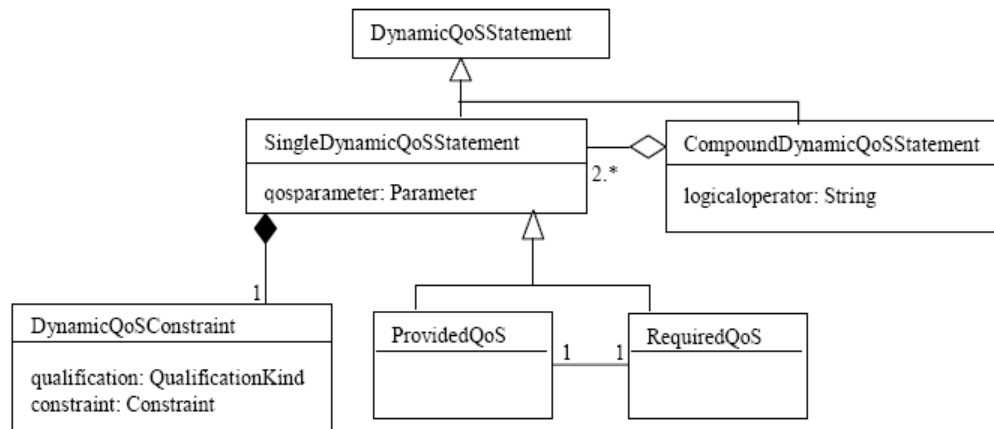 DynamicQoSStatement
SingleDynamicQoSStatement
CompoundDynamicQoSStatement
2.*
qosparameter: Parameter
logicaloperator: String
1
DynamicQoSConstraint
ProvidedQoS
1
1
RequiredQoS
qualification: QualificationKind
constraint: Constraint